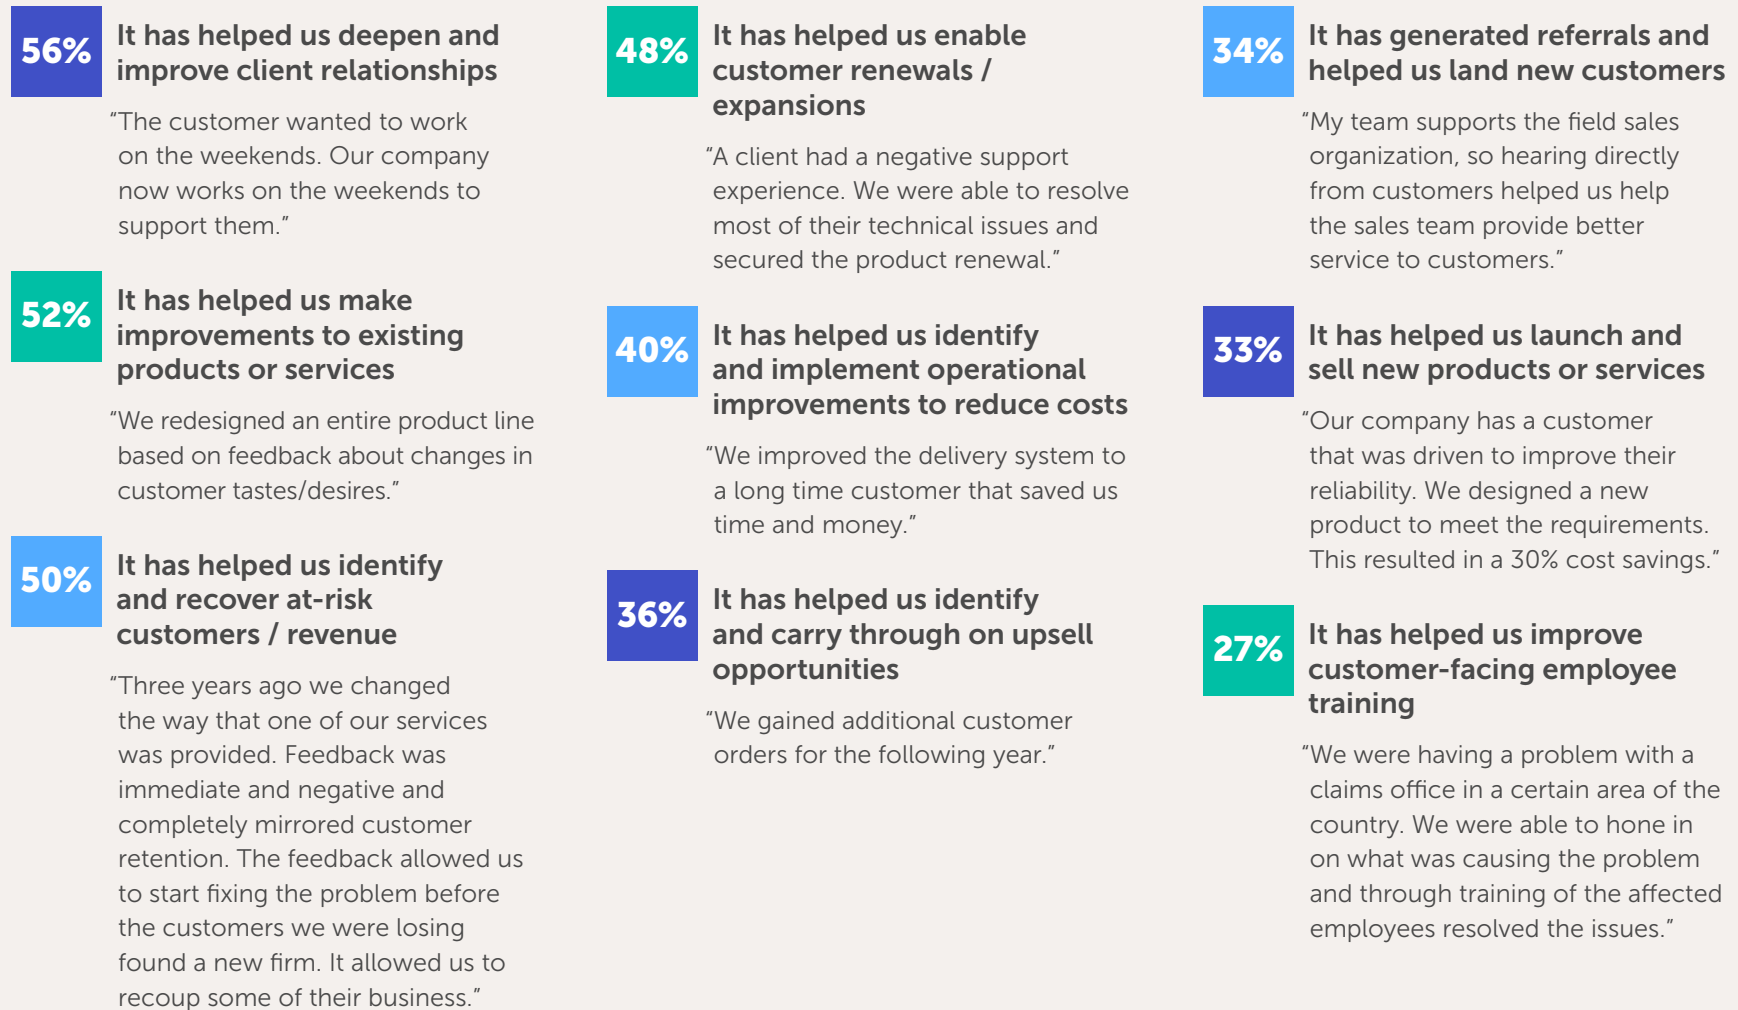 56%
It has helped us deepen and
improve client relationships
“The customer wanted to work
on the weekends. Our company
now works on the weekends to
support them.”
52%
It has helped us make
improvements to existing
products or services
“We redesigned an entire product line
based on feedback about changes in
customer tastes/desires.”
50%
It has helped us identify
and recover at-risk
customers / revenue
“Three years ago we changed
the way that one of our services
was provided. Feedback was
immediate and negative and
completely mirrored customer
retention. The feedback allowed us
to start fixing the problem before
the customers we were losing
found a new firm. It allowed us to
recoup some of their business.”
48%
It has helped us enable
customer renewals /
expansions
“A client had a negative support
experience. We were able to resolve
most of their technical issues and
secured the product renewal.”
40%
It has helped us identify
and implement operational
improvements to reduce costs
“We improved the delivery system to
a long time customer that saved us
time and money.”
36%
It has helped us identify
and carry through on upsell
opportunities
“We gained additional customer
orders for the following year.”
34%
It has generated referrals and
helped us land new customers
“My team supports the field sales
organization, so hearing directly
from customers helped us help
the sales team provide better
service to customers.”
33%
It has helped us launch and
sell new products or services
“Our company has a customer
that was driven to improve their
reliability. We designed a new
product to meet the requirements.
This resulted in a 30% cost savings.”
27%
It has helped us improve
customer-facing employee
training
“We were having a problem with a
claims office in a certain area of the
country. We were able to hone in
on what was causing the problem
and through training of the affected
employees resolved the issues.”